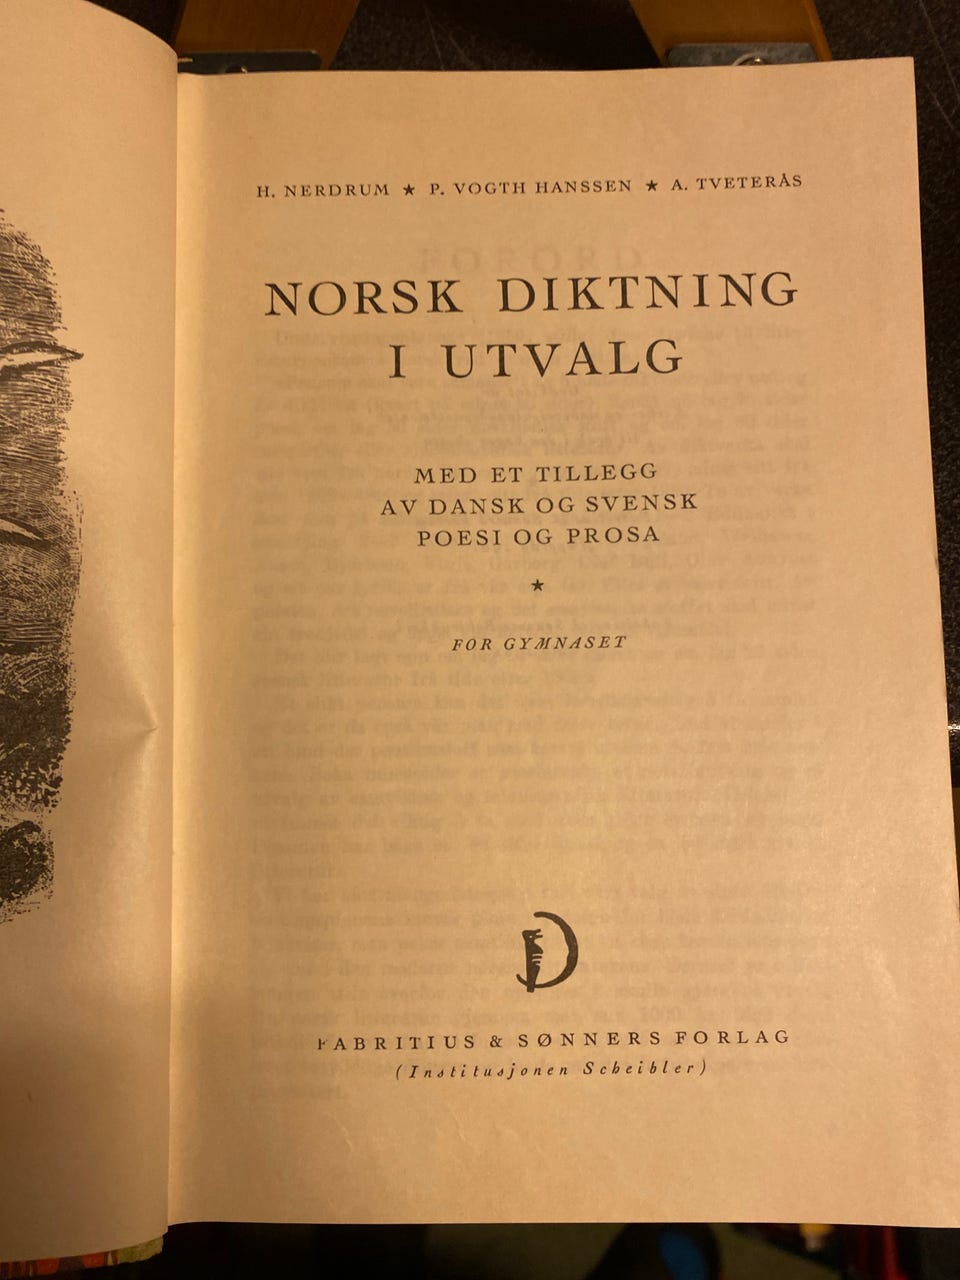 H. NERDRUM ★ P. VOGTH HANSSEN ★ A. TVETERÅS
NORSK DIKTNING
I UTVALG
MED ET TILLEGG
AV DANSK OG SVENSK
POESI OG PROSA
★
FOR GYMNASET
FABRITIUS & SØNNERS FORLAG
(Institusjonen Scheibler)